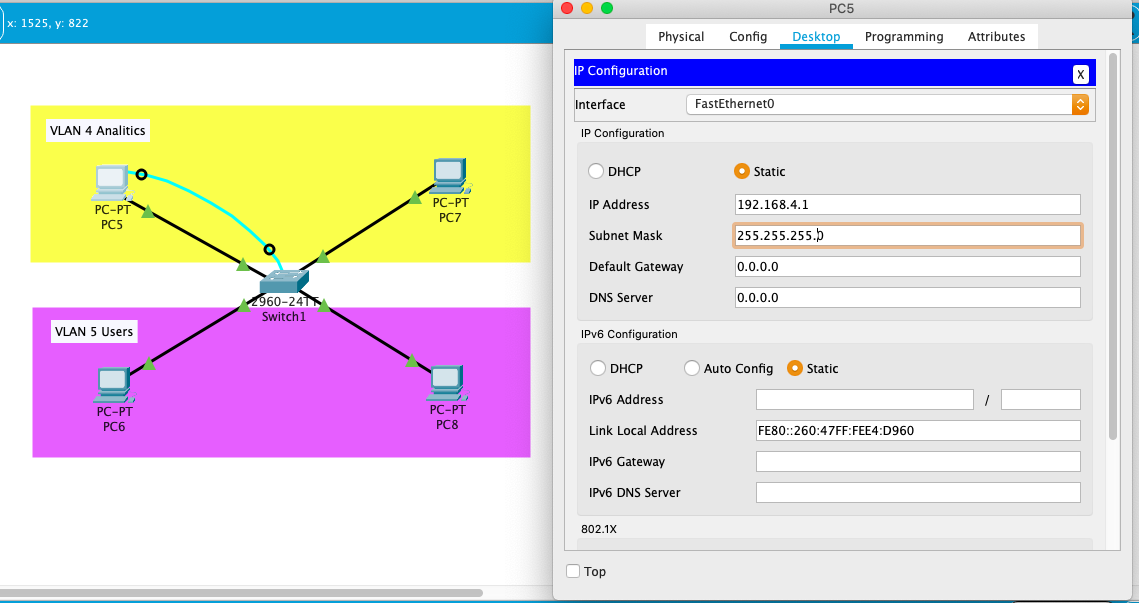 x: 1525, y: 822
VLAN 4 Analitics
PC-PT
PC5
PC-PT
PC7
2960-24TT
Switch1
VLAN 5 Users
PC-PT
PC6
PC-PT
PC8
PC5
Physical Config Desktop Programming Attributes
IP Configuration
X
Interface FastEthernet0
IP Configuration
DHCP Static
IP Address 192.168.4.1
Subnet Mask 255.255.255.0
Default Gateway 0.0.0.0
DNS Server 0.0.0.0
IPv6 Configuration
DHCP Auto Config Static
IPv6 Address /
Link Local Address FE80::260:47FF:FEE4:D960
IPv6 Gateway
IPv6 DNS Server
802.1X
Top